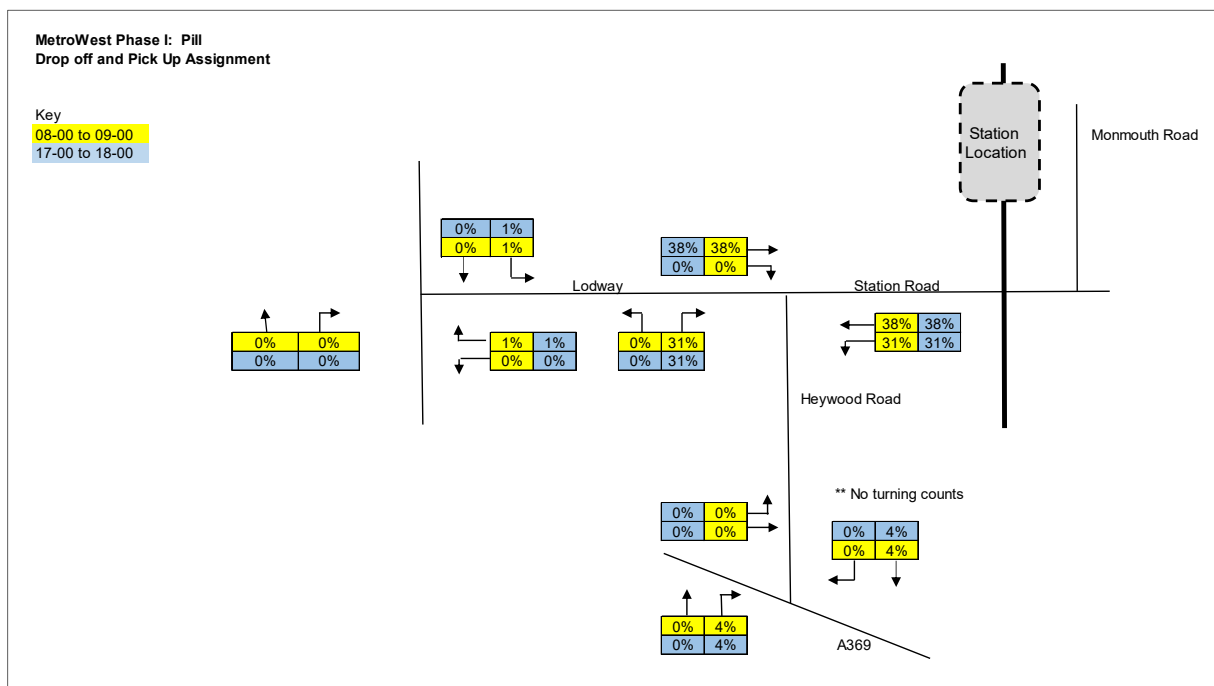 MetroWest Phase I: Pill
Drop off and Pick Up Assignment
Key
08-00 to 09-00
17-00 to 18-00
Station
Location
Monmouth Road
0% 1%
0% 1%
38% 38%
0% 0%
Lodway
Station Road
0% 0%
0% 0%
1% 1%
0% 0%
0% 31%
0% 31%
38% 38%
31% 31%
Heywood Road
** No turning counts
0% 0%
0% 0%
0% 4%
0% 4%
0% 4%
0% 4%
A369